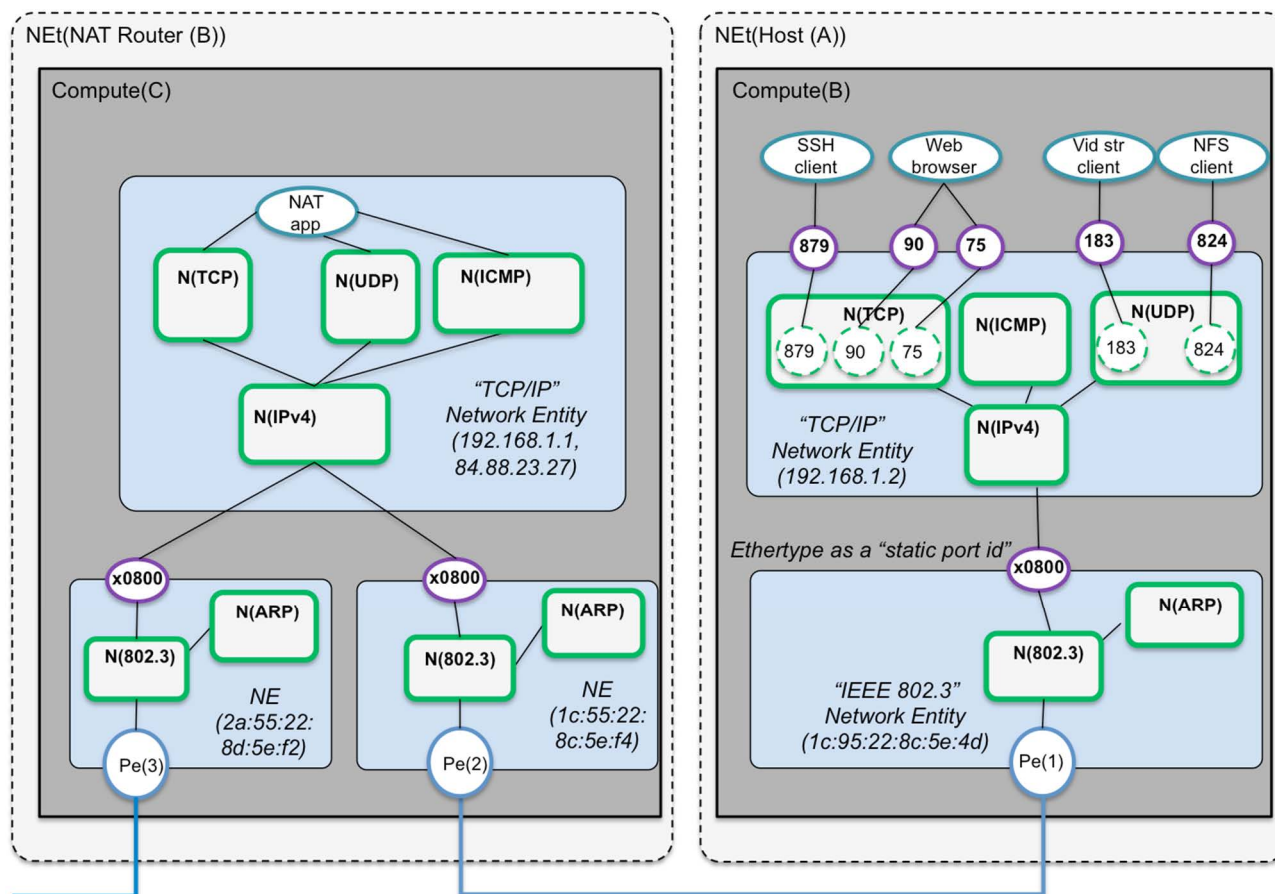 NEt(NAT Router (B))
Compute(C)
NAT
app
N(TCP)
N(UDP)
N(ICMP)
N(IPv4)
“TCP/IP”
Network Entity
(192.168.1.1,
84.88.23.27)
x0800
x0800
N(ARP)
N(ARP)
N(802.3)
N(802.3)
NE
(2a:55:22:
8d:5e:f2)
NE
(1c:55:22:
8c:5e:f4)
Pe(3)
Pe(2)
NEt(Host (A))
Compute(B)
SSH
client
Web
browser
Vid str
client
NFS
client
879
90
75
183
824
N(TCP)
N(ICMP)
N(UDP)
879
90
75
183
824
“TCP/IP”
Network Entity
(192.168.1.2)
N(IPv4)
Ethertype as a “static port id”
x0800
N(ARP)
N(802.3)
“IEEE 802.3”
Network Entity
(1c:95:22:8c:5e:4d)
Pe(1)